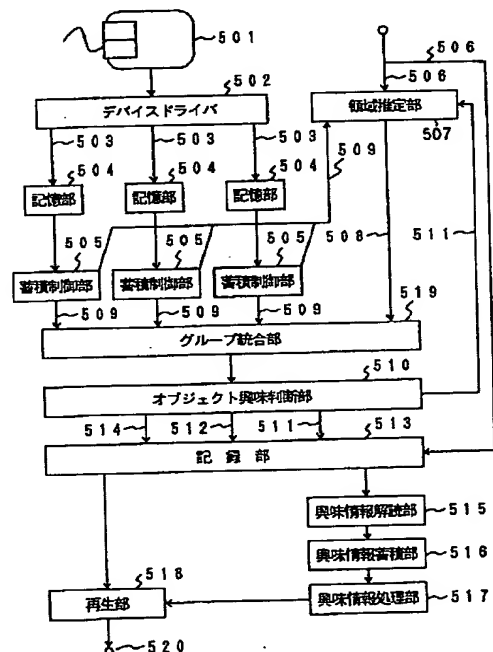 501
502
506
デバイスドライバ
506
領域推定部
503
503
503
507
504
504
504
509
記憶部
記憶部
記憶部
508
511
505
505
505
蓄積制御部
蓄積制御部
蓄積制御部
509
509
509
519
グループ統合部
510
オブジェクト興味判断部
514
512
511
513
記録部
興味情報解読部
515
興味情報蓄積部
516
518
再生部
興味情報処理部
517
520